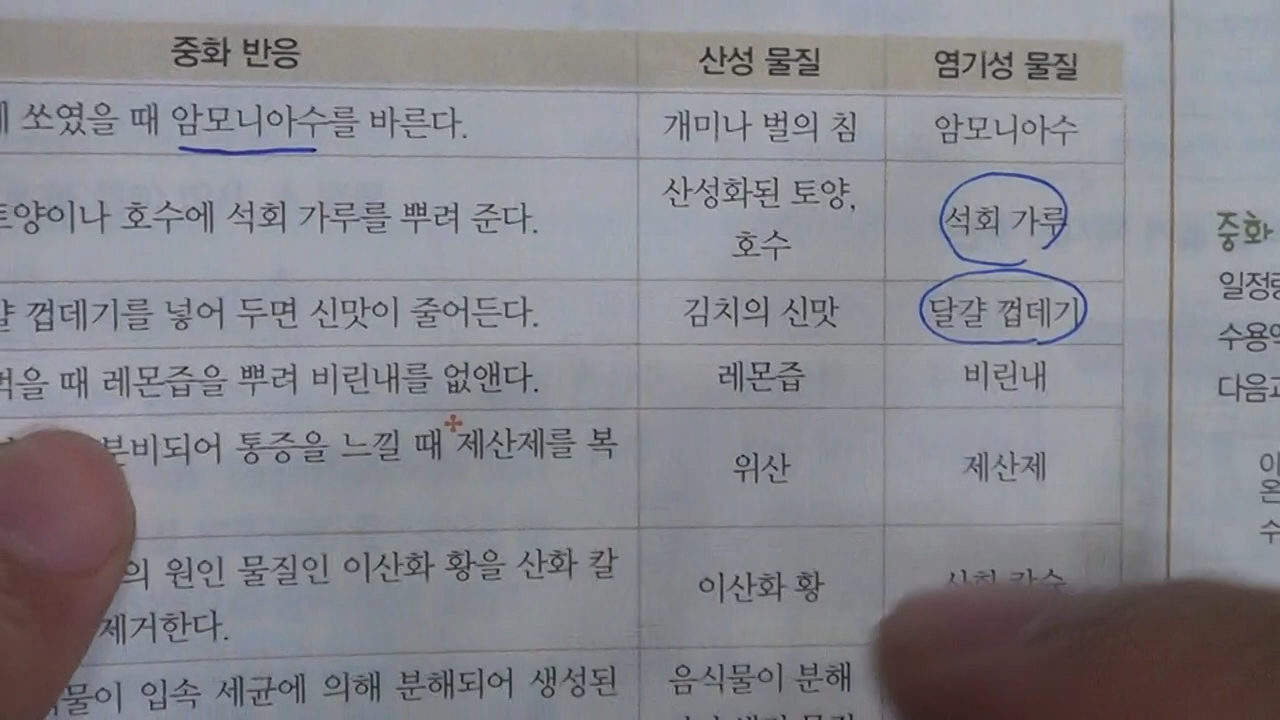 중화 반응 산성 물질 염기성 물질
쏘였을 때 암모니아수를 바른다. 개미나 벌의 침 암모니아수
토양이나 호수에 석회 가루를 뿌려 준다. 산성화된 토양, 호수 석회 가루
껍데기를 넣어 두면 신맛이 줄어든다. 김치의 신맛 달걀 껍데기
먹을 때 레몬즙을 뿌려 비린내를 없앤다. 레몬즙 비린내
분비되어 통증을 느낄 때 제산제를 복 위산 제산제
의 원인 물질인 이산화 황을 산화 칼 이산화 황
제거한다.
입속 세균에 의해 분해되어 생성된 음식물이 분해
중화